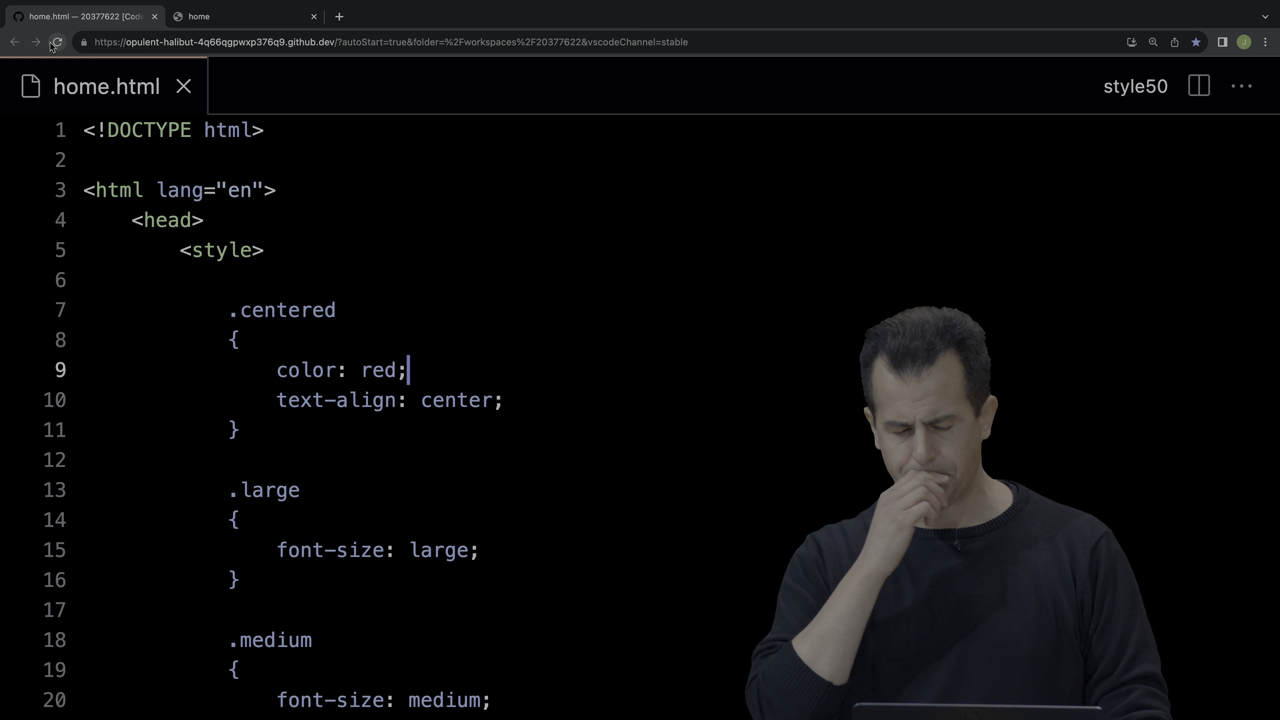 home.html — 20377622 [Code
home
https://opulent-halibut-4q66qgpwxp376q9.github.dev/?autoStart=true&folder=%2Fworkspaces%2F20377622&vscodeChannel=stable
J
home.html
style50
1 <!DOCTYPE html>
2
3 <html lang="en">
4 <head>
5 <style>
6
7 .centered
8 {
9 color: red;
10 text-align: center;
11 }
12
13 .large
14 {
15 font-size: large;
16 }
17
18 .medium
19 {
20 font-size: medium;